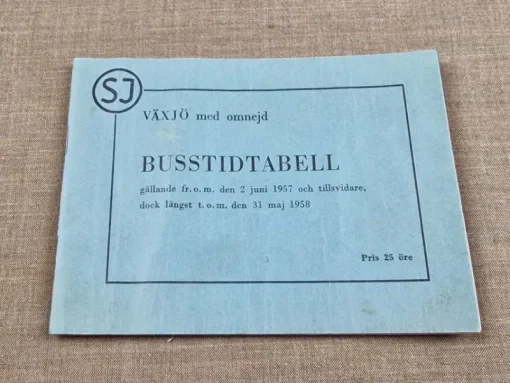 SJ
VÄXJÖ med omnejd
BUSSTIDTABELL
gällande fr. o. m. den 2 juni 1957 och tillsvidare,
dock längst t. o. m. den 31 maj 1958
Pris 25 öre